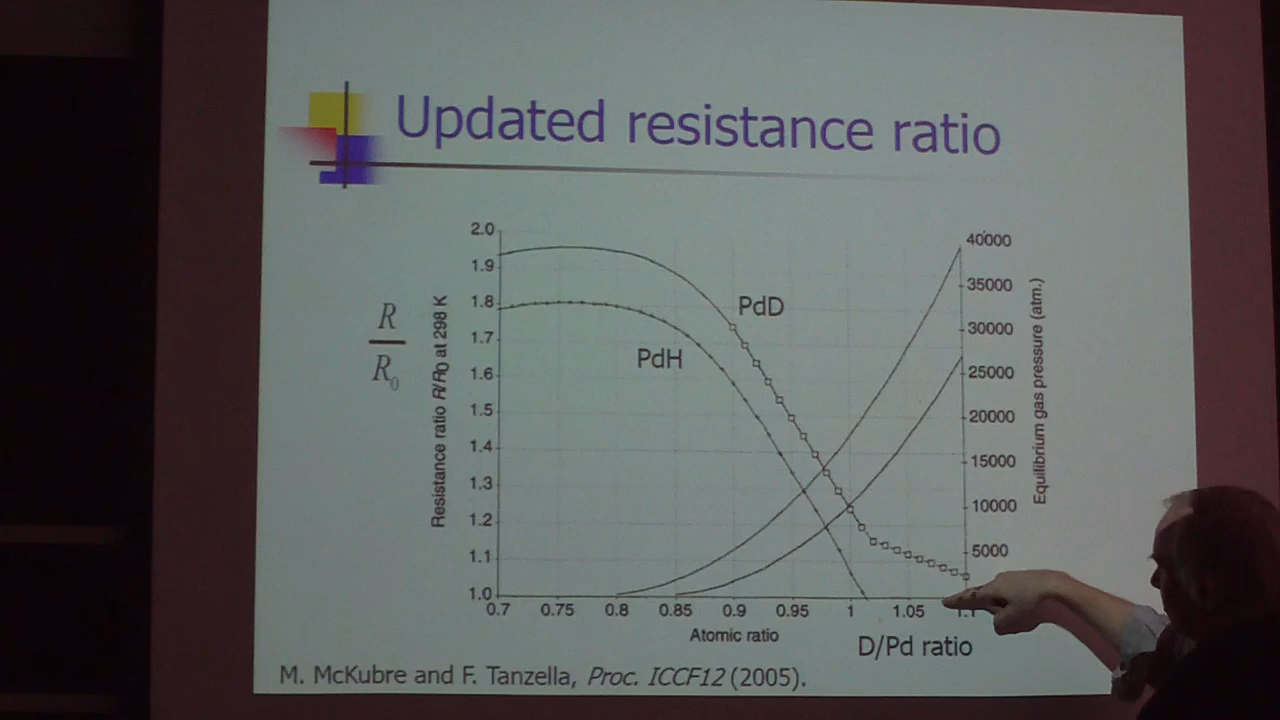 Updated resistance ratio
R
R0
Resistance ratio R/R0 at 298 K
2.0
1.9
1.8
1.7
1.6
1.5
1.4
1.3
1.2
1.1
1.0
PdD
PdH
40000
35000
30000
25000
20000
15000
10000
5000
Equilibrium gas pressure (atm.)
0.7 0.75 0.8 0.85 0.9 0.95 1 1.05 1.1
Atomic ratio
D/Pd ratio
M. McKubre and F. Tanzella, Proc. ICCF12 (2005).